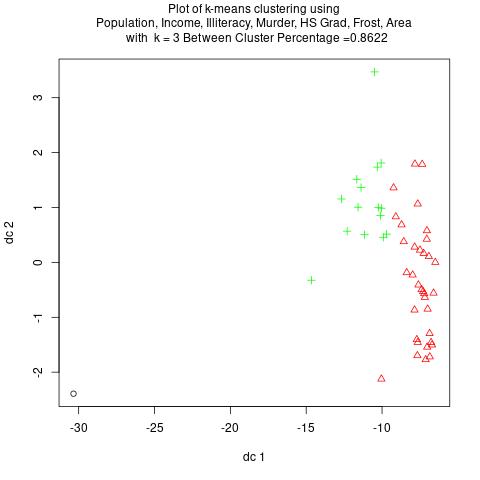 Plot of k-means clustering using
Population, Income, Illiteracy, Murder, HS Grad, Frost, Area
with k = 3 Between Cluster Percentage =0.8622
dc 2
3
2
1
0
-1
-2
-30 -25 -20 -15 -10
dc 1